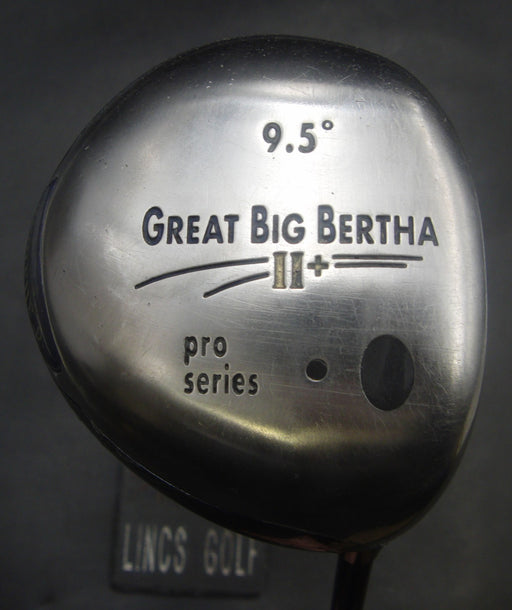 9.5°
GREAT BIG BERTHA
II+
pro
series
LINCS GOLF